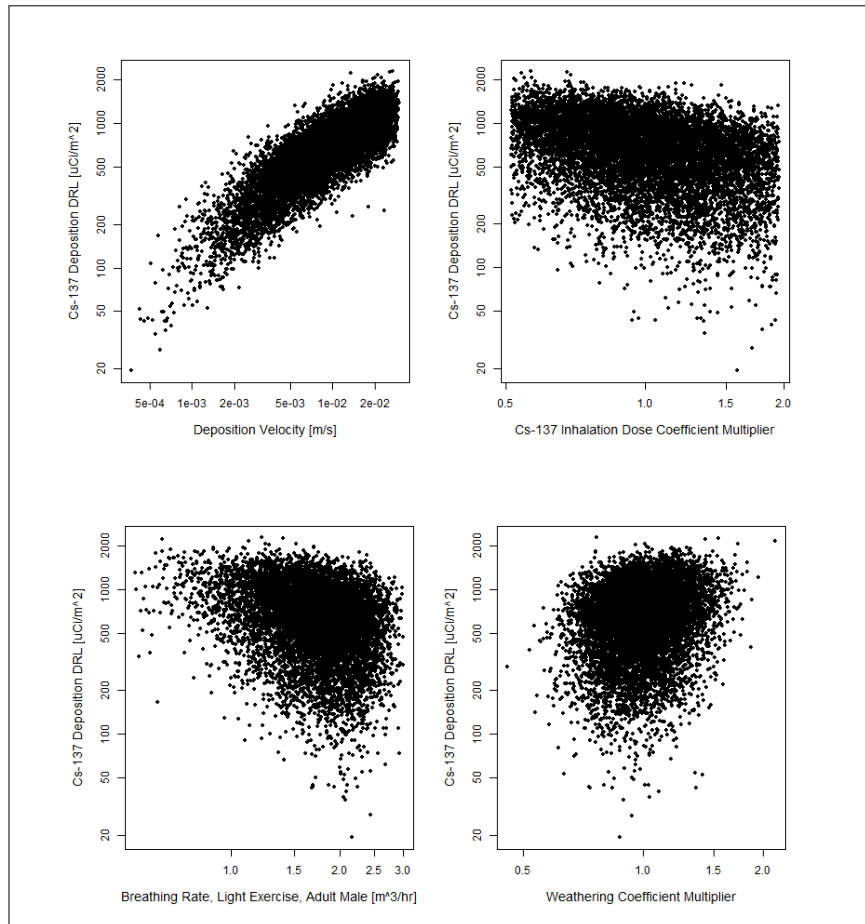 2000
1000
500
200
100
50
20
Cs-137 Deposition DRL [uCi/m^2]
5e-04 1e-03 2e-03 5e-03 1e-02 2e-02
Deposition Velocity [m/s]
2000
1000
500
200
100
50
20
Cs-137 Deposition DRL [uCi/m^2]
0.5 1.0 1.5 2.0
Cs-137 Inhalation Dose Coefficient Multiplier
2000
1000
500
200
100
50
20
Cs-137 Deposition DRL [uCi/m^2]
1.0 1.5 2.0 2.5 3.0
Breathing Rate, Light Exercise, Adult Male [m^3/hr]
2000
1000
500
200
100
50
20
Cs-137 Deposition DRL [uCi/m^2]
0.5 1.0 1.5 2.0
Weathering Coefficient Multiplier